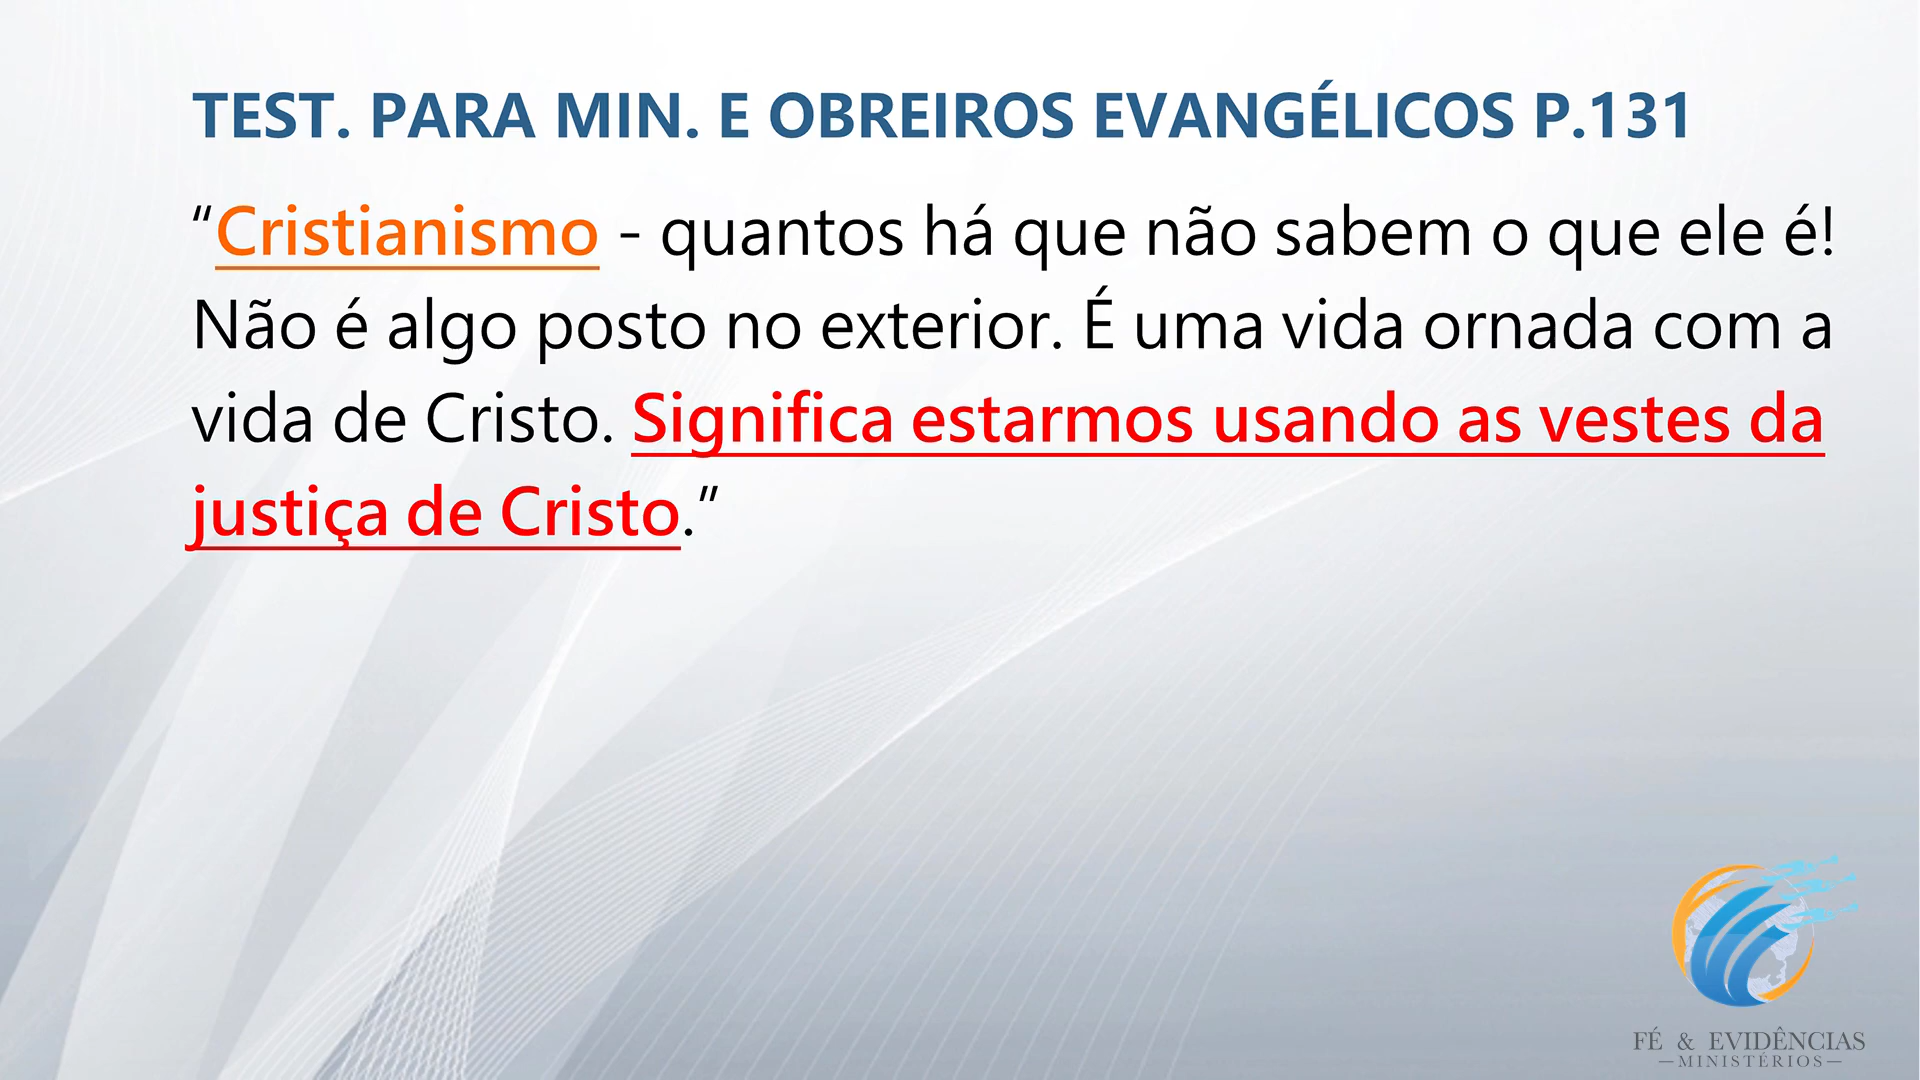 TEST. PARA MIN. E OBREIROS EVANGÉLICOS P.131
“Cristianismo - quantos há que não sabem o que ele é!
Não é algo posto no exterior. É uma vida ornada com a
vida de Cristo. Significa estarmos usando as vestes da
justiça de Cristo.”
FÉ & EVIDÊNCIAS
—MINISTÉRIOS—